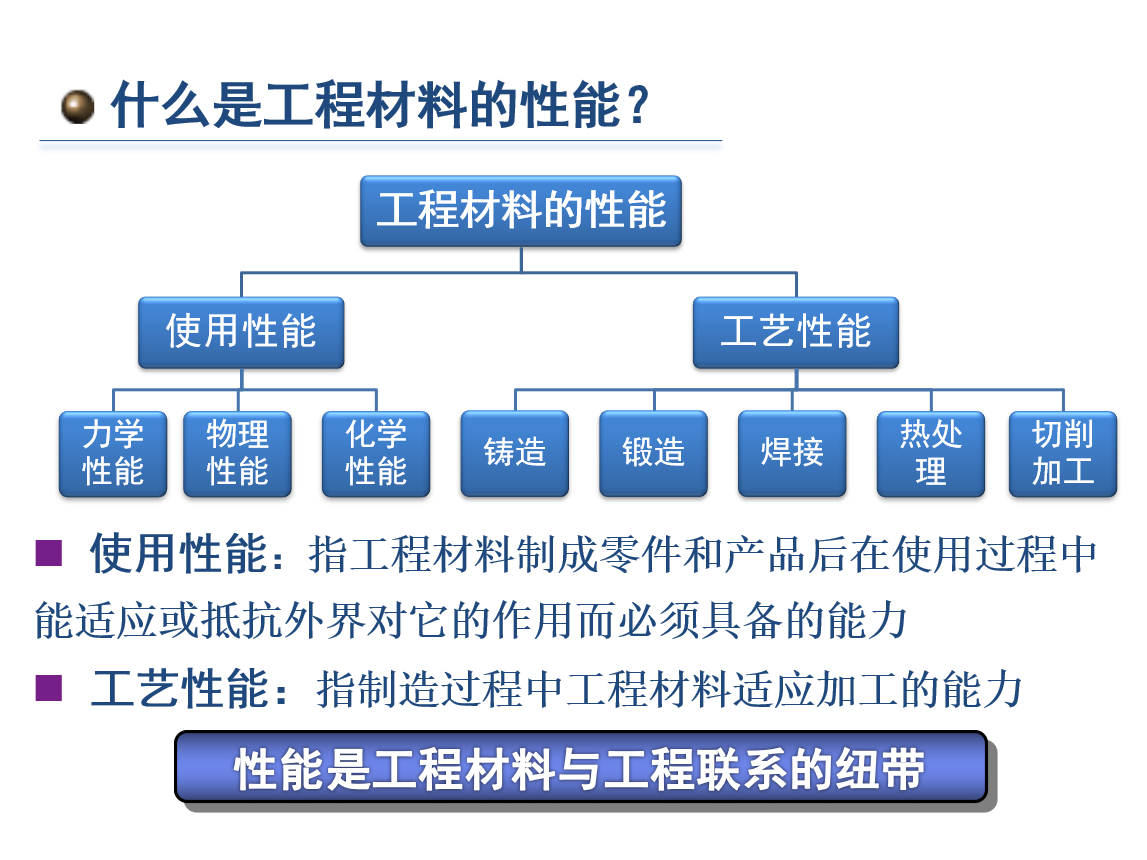 什么是工程材料的性能？
工程材料的性能
使用性能
工艺性能
力学
性能
物理
性能
化学
性能
铸造
锻造
焊接
热处
理
切削
加工
使用性能：指工程材料制成零件和产品后在使用过程中
能适应或抵抗外界对它的作用而必须具备的能力
工艺性能：指制造过程中工程材料适应加工的能力
性能是工程材料与工程联系的纽带